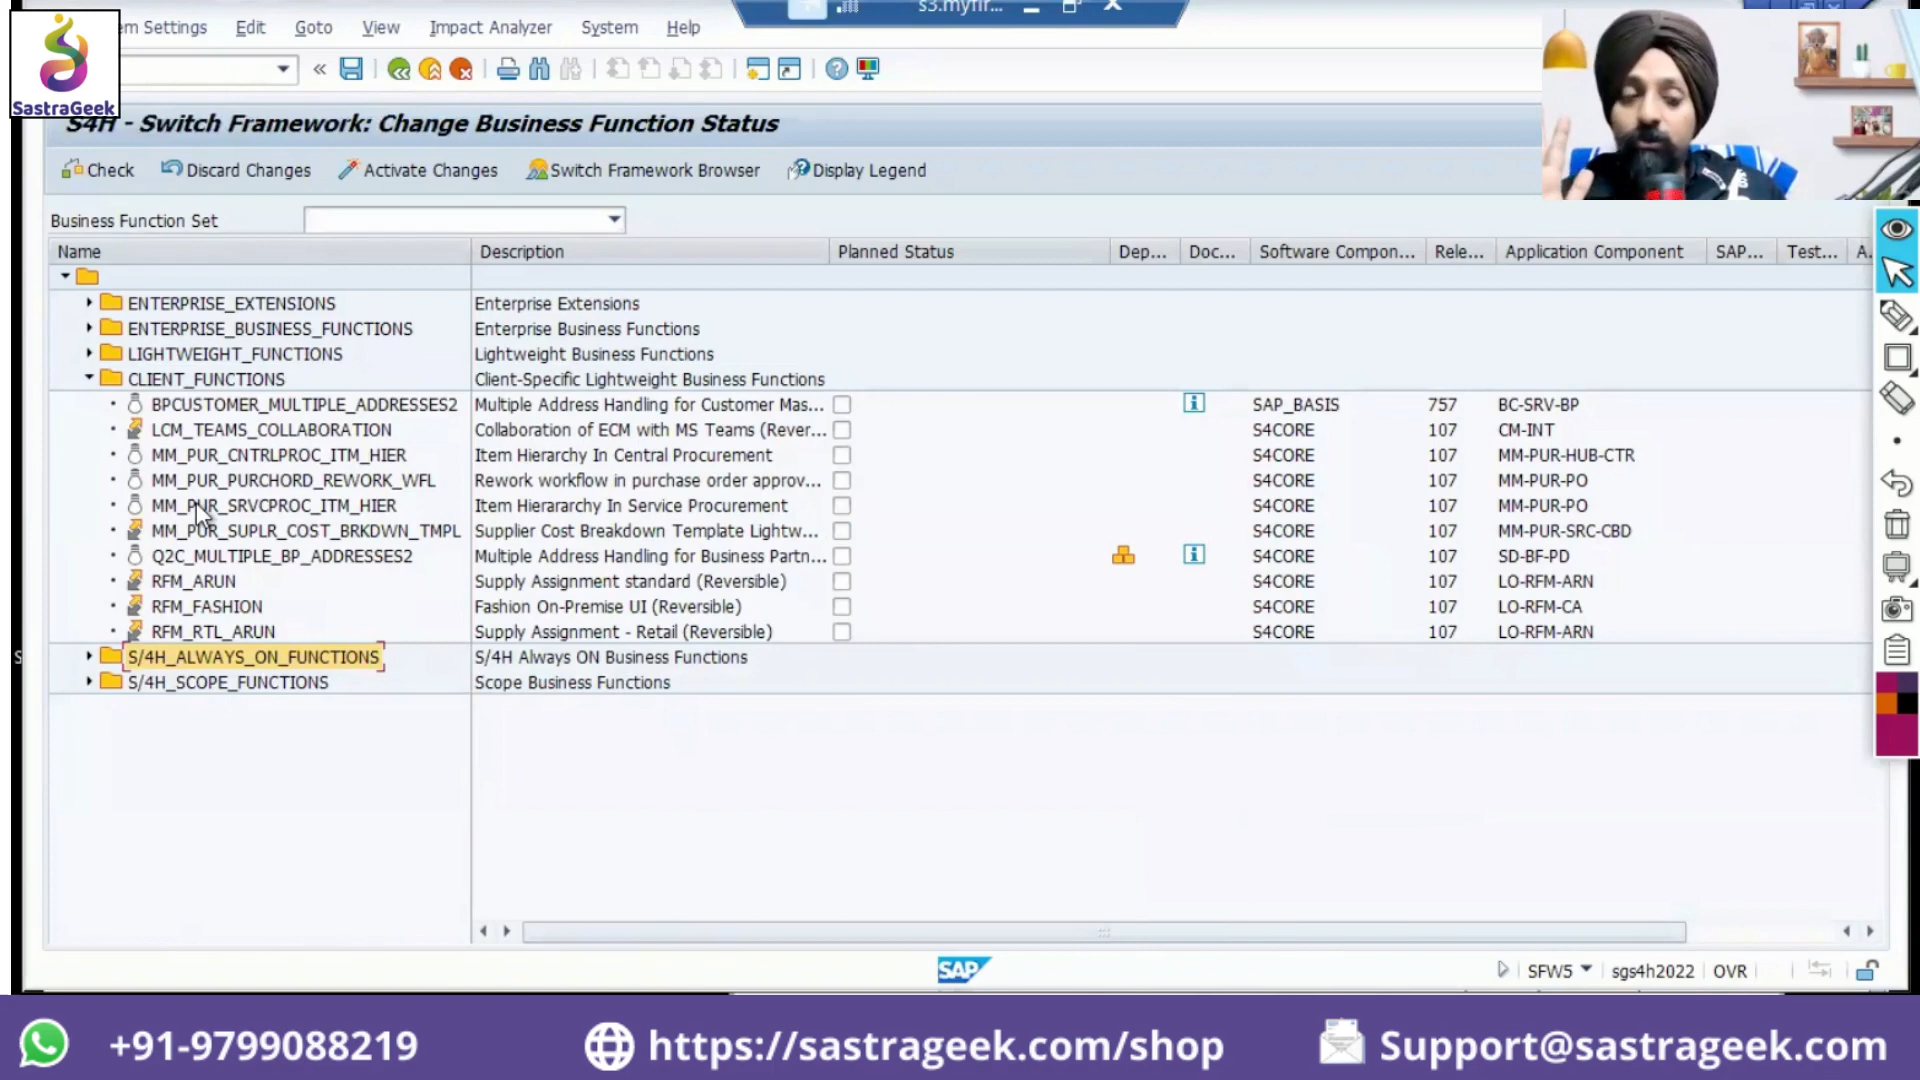 s3.myfir...
em Settings Edit Goto View Impact Analyzer System Help
SastraGeek
S4H - Switch Framework: Change Business Function Status
Check Discard Changes Activate Changes Switch Framework Browser Display Legend
Business Function Set
Name Description Planned Status Dep... Doc... Software Compon... Rele... Application Component SAP... Test... A.
ENTERPRISE_EXTENSIONS Enterprise Extensions
ENTERPRISE_BUSINESS_FUNCTIONS Enterprise Business Functions
LIGHTWEIGHT_FUNCTIONS Lightweight Business Functions
CLIENT_FUNCTIONS Client-Specific Lightweight Business Functions
BPCUSTOMER_MULTIPLE_ADDRESSES2 Multiple Address Handling for Customer Mas... SAP_BASIS 757 BC-SRV-BP
LCM_TEAMS_COLLABORATION Collaboration of ECM with MS Teams (Rever... S4CORE 107 CM-INT
MM_PUR_CNTRLPROC_ITM_HIER Item Hierarchy In Central Procurement S4CORE 107 MM-PUR-HUB-CTR
MM_PUR_PURCHORD_REWORK_WFL Rework workflow in purchase order approv... S4CORE 107 MM-PUR-PO
MM_PUR_SRVCPROC_ITM_HIER Item Hierararchy In Service Procurement S4CORE 107 MM-PUR-PO
MM_PUR_SUPLR_COST_BRKDWN_TMPL Supplier Cost Breakdown Template Lightw... S4CORE 107 MM-PUR-SRC-CBD
Q2C_MULTIPLE_BP_ADDRESSES2 Multiple Address Handling for Business Partn... S4CORE 107 SD-BF-PD
RFM_ARUN Supply Assignment standard (Reversible) S4CORE 107 LO-RFM-ARN
RFM_FASHION Fashion On-Premise UI (Reversible) S4CORE 107 LO-RFM-CA
RFM_RTL_ARUN Supply Assignment - Retail (Reversible) S4CORE 107 LO-RFM-ARN
S/4H_ALWAYS_ON_FUNCTIONS S/4H Always ON Business Functions
S/4H_SCOPE_FUNCTIONS Scope Business Functions
SAP SFW5 sgs4h2022 OVR
+91-9799088219 https://sastrageek.com/shop Support@sastrageek.com